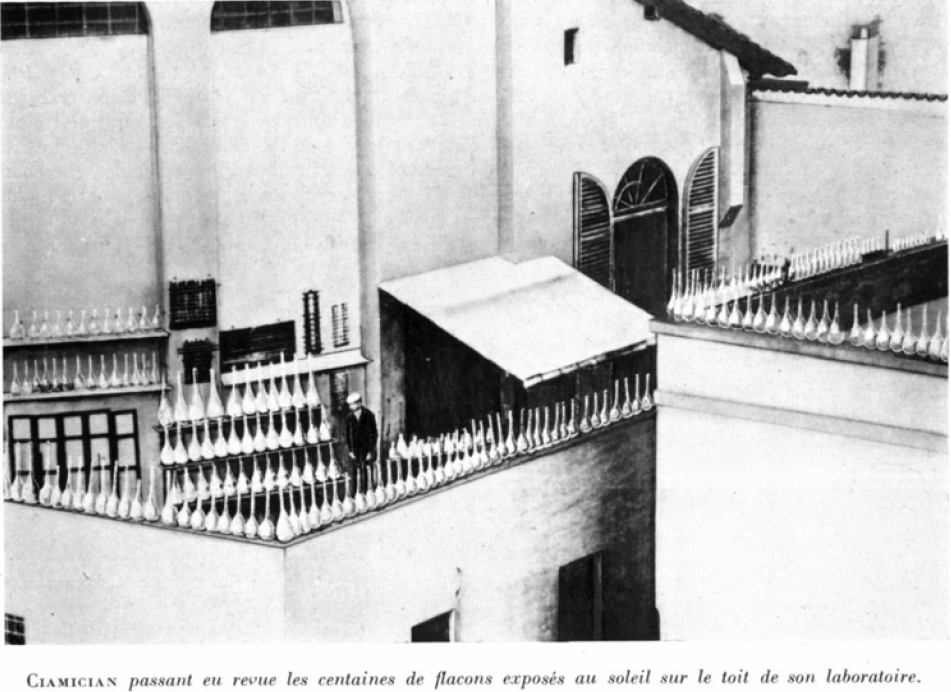 CIAMICIAN passant eu revue les centaines de flacons exposés au soleil sur le toit de son laboratoire.